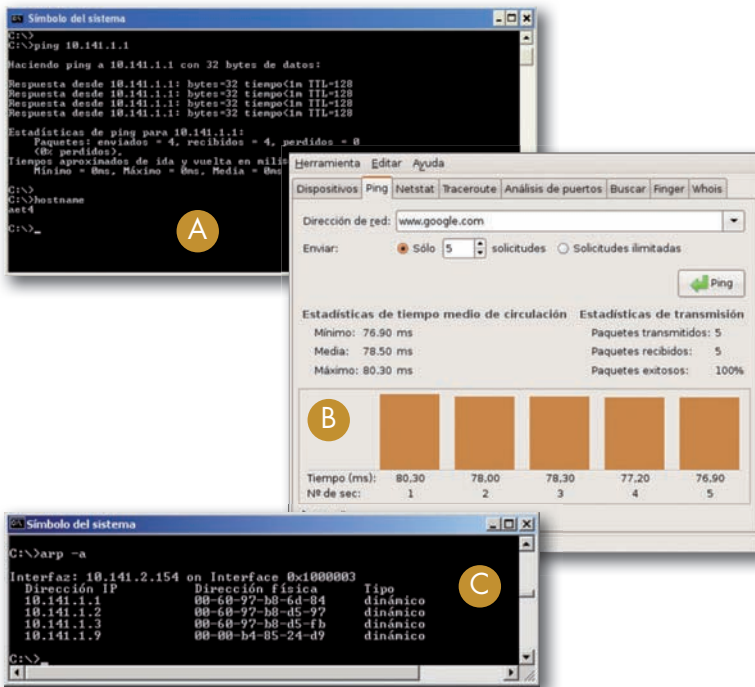 Símbolo del sistema
C:\>
C:\>ping 10.141.1.1
Haciendo ping a 10.141.1.1 con 32 bytes de datos:
Respuesta desde 10.141.1.1: bytes=32 tiempo<1m TTL=128
Respuesta desde 10.141.1.1: bytes=32 tiempo<1m TTL=128
Respuesta desde 10.141.1.1: bytes=32 tiempo<1m TTL=128
Respuesta desde 10.141.1.1: bytes=32 tiempo<1m TTL=128
Estadísticas de ping para 10.141.1.1:
Paquetes: enviados = 4, recibidos = 4, perdidos = 0
(0% perdidos),
Tiempos aproximados de ida y vuelta en milis
Mínimo = 0ms, Máximo = 0ms, Media = 0ms
C:\>
C:\>hostname
aet4
C:\>_
A
Herramienta Editar Ayuda
Dispositivos Ping Netstat Traceroute Análisis de puertos Buscar Finger Whois
Dirección de red: www.google.com
Enviar: Sólo 5 solicitudes Solicitudes ilimitadas
Ping
Estadísticas de tiempo medio de circulación Estadísticas de transmisión
Mínimo: 76.90 ms Paquetes transmitidos: 5
Media: 78.50 ms Paquetes recibidos: 5
Máximo: 80.30 ms Paquetes exitosos: 100%
B
Tiempo (ms): 80,30 78,00 78,30 77,20 76,90
Nº de sec: 1 2 3 4 5
Símbolo del sistema
C:\>arp -a
Interfaz: 10.141.2.154 on Interface 0x1000003
Dirección IP Dirección física Tipo
10.141.1.1 00-60-97-b8-6d-84 dinámico
10.141.1.2 00-60-97-b8-d5-97 dinámico
10.141.1.3 00-60-97-b8-d5-fb dinámico
10.141.1.9 00-00-b4-85-24-d9 dinámico
C:\>_
C